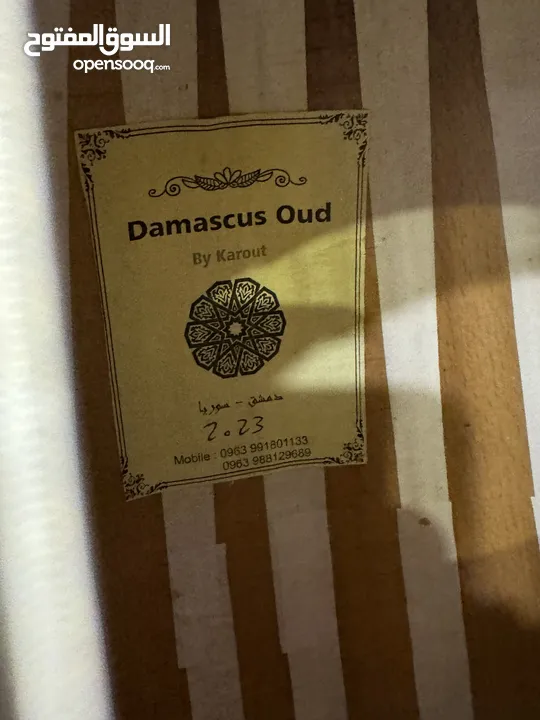 السوق المفتوح
opensooq.com
Damascus Oud
By Karout
دمشق - سوريا
2023
Mobile : 0963 991801133
0963 988129689